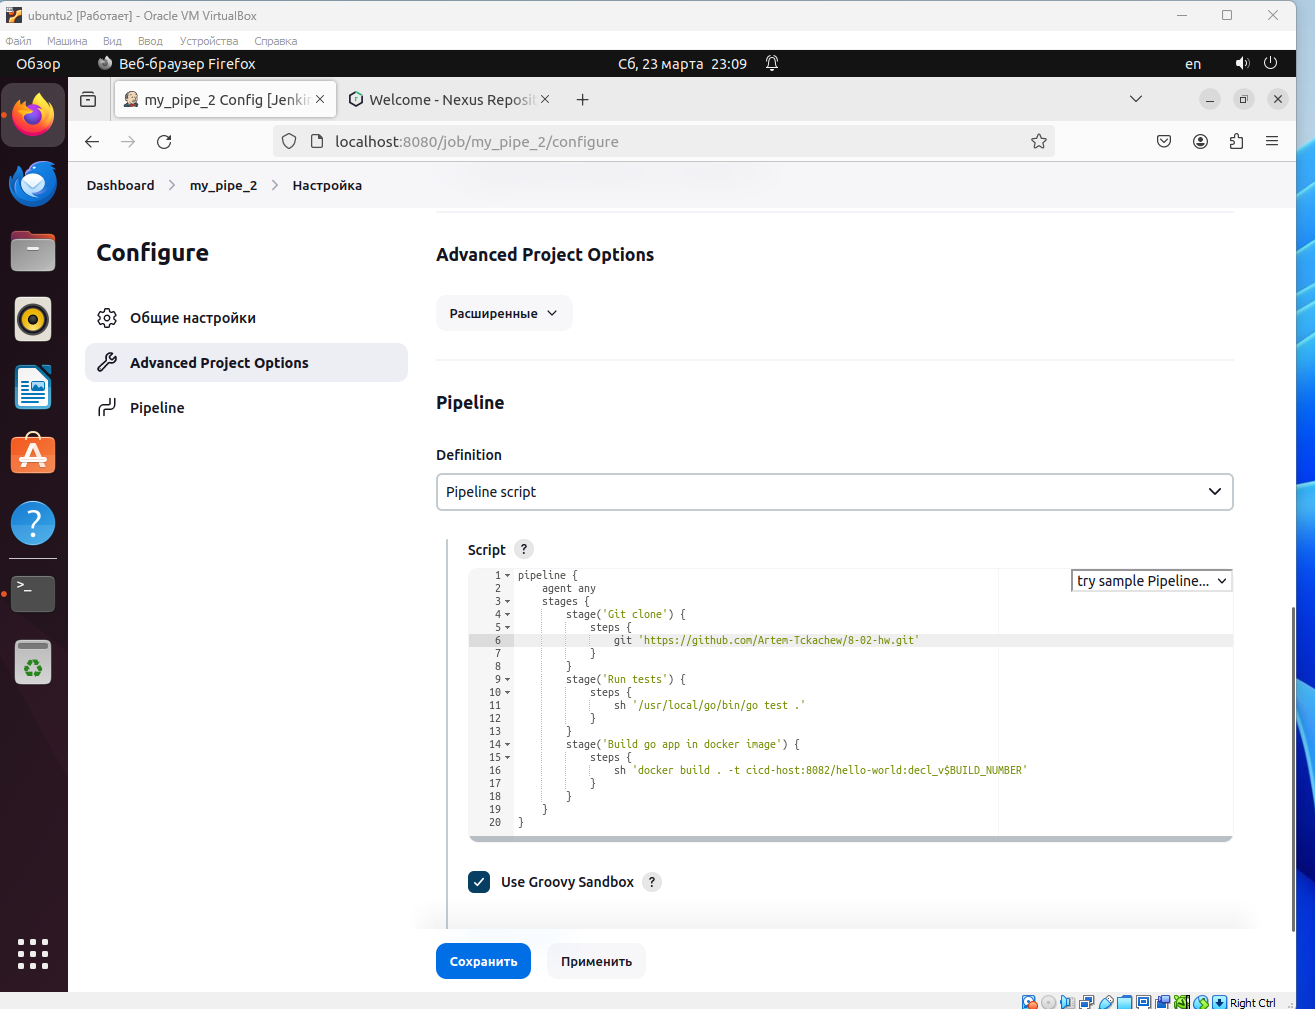 ubuntu2 [Работает] - Oracle VM VirtualBox
Файл Машина Вид Ввод Устройства Справка
Обзор Веб-браузер Firefox Сб, 23 марта 23:09 en
my_pipe_2 Config [Jenki Welcome - Nexus Reposit
localhost:8080/job/my_pipe_2/configure
Dashboard my_pipe_2 Настройка
Configure
Общие настройки
Advanced Project Options
Pipeline
Advanced Project Options
Расширенные
Pipeline
Definition
Pipeline script
Script ?
try sample Pipeline...
1 pipeline {
2 agent any
3 stages {
4 stage('Git clone') {
5 steps {
6 git 'https://github.com/Artem-Tckachew/8-02-hw.git'
7 }
8 }
9 stage('Run tests') {
10 steps {
11 sh '/usr/local/go/bin/go test .'
12 }
13 }
14 stage('Build go app in docker image') {
15 steps {
16 sh 'docker build . -t cicd-host:8082/hello-world:decl_v$BUILD_NUMBER'
17 }
18 }
19 }
20 }
Use Groovy Sandbox ?
Сохранить Применить
Right Ctrl